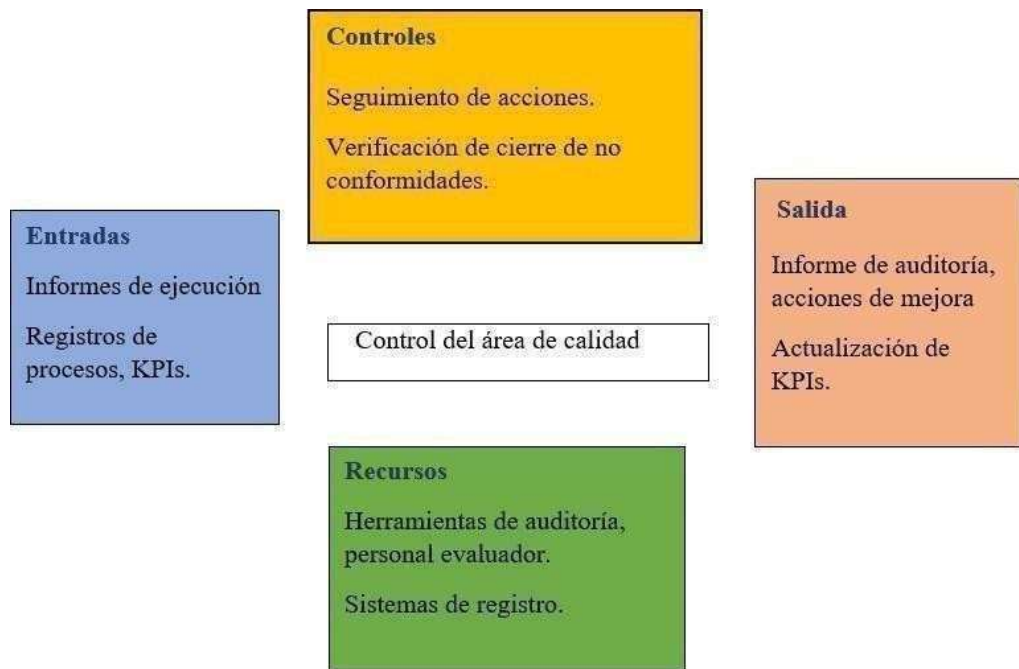 Controles
Seguimiento de acciones.
Verificación de cierre de no
conformidades.
Entradas
Informes de ejecución
Registros de
procesos, KPIs.
Control del área de calidad
Salida
Informe de auditoría,
acciones de mejora
Actualización de
KPIs.
Recursos
Herramientas de auditoría,
personal evaluador.
Sistemas de registro.